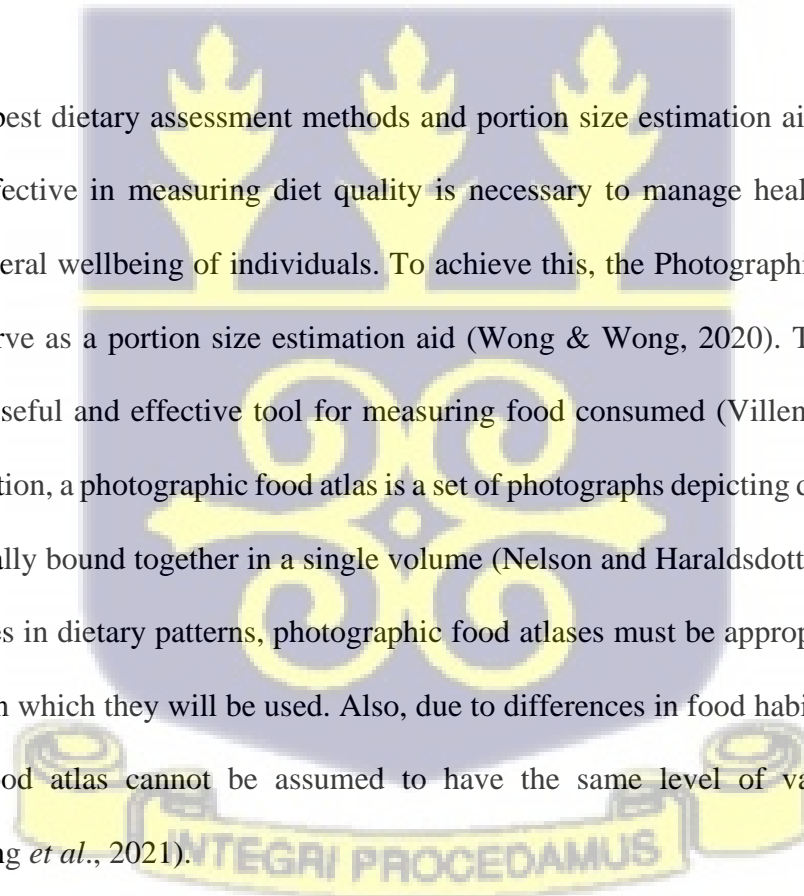 best dietary assessment methods and portion size estimation ai
ffective in measuring diet quality is necessary to manage heal
eral wellbeing of individuals. To achieve this, the Photographi
rve as a portion size estimation aid (Wong & Wong, 2020). T
seful and effective tool for measuring food consumed (Villen
tion, a photographic food atlas is a set of photographs depicting d
ally bound together in a single volume (Nelson and Haraldsdott
es in dietary patterns, photographic food atlases must be approp
n which they will be used. Also, due to differences in food habi
ood atlas cannot be assumed to have the same level of va
ng et al., 2021).
INTEGRI PROCEDAMUS